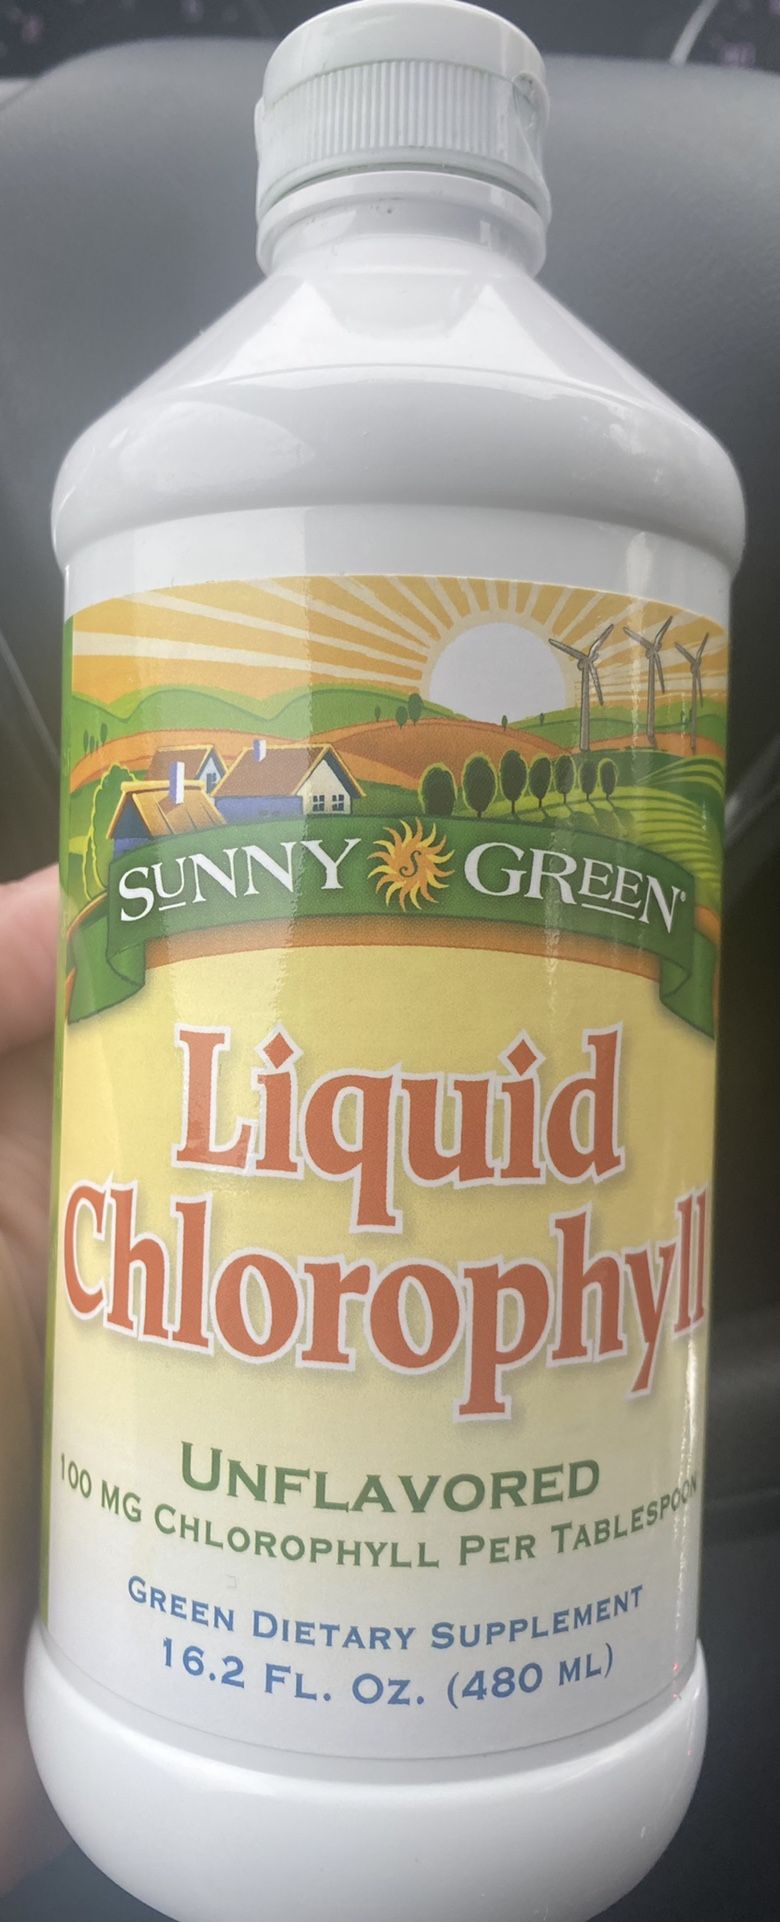 SUNNY GREEN®
Liquid
Chlorophyll
UNFLAVORED
100 MG CHLOROPHYLL PER TABLESPOON
GREEN DIETARY SUPPLEMENT
16.2 FL. OZ. (480 ML)